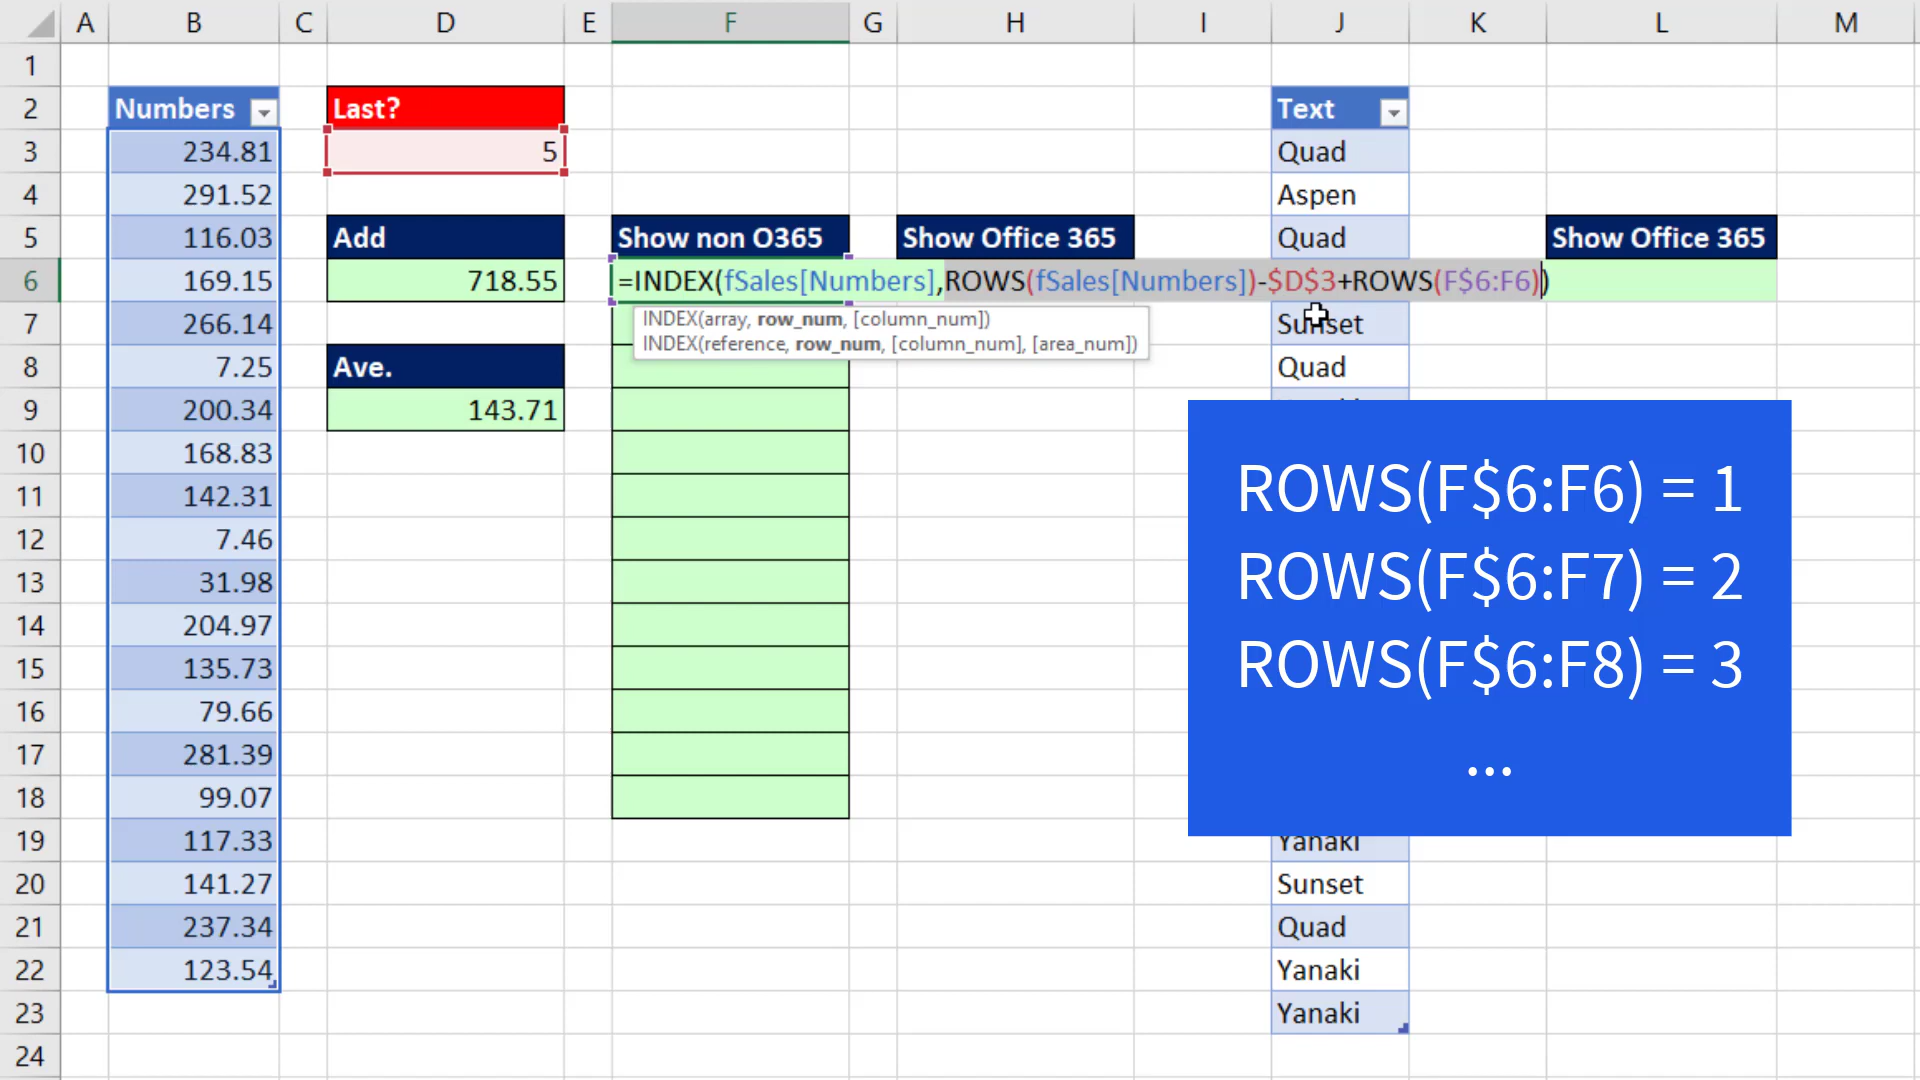 A B C D E F G H I J K L M
1
2 Numbers Last? Text
3 234.81 5 Quad
4 291.52 Aspen
5 116.03 Add Show non O365 Show Office 365 Quad Show Office 365
6 169.15 718.55 =INDEX(fSales[Numbers],ROWS(fSales[Numbers])-$D$3+ROWS(F$6:F6))
INDEX(array, row_num, [column_num])
7 266.14 Sunset
INDEX(reference, row_num, [column_num], [area_num])
8 7.25 Ave. Quad
9 200.34 143.71
10 168.83
11 142.31
12 7.46
13 31.98
14 204.97
15 135.73
16 79.66
17 281.39
18 99.07
19 117.33 Yanaki
20 141.27 Sunset
21 237.34 Quad
22 123.54 Yanaki
23 Yanaki
24
ROWS(F$6:F6) = 1
ROWS(F$6:F7) = 2
ROWS(F$6:F8) = 3
...